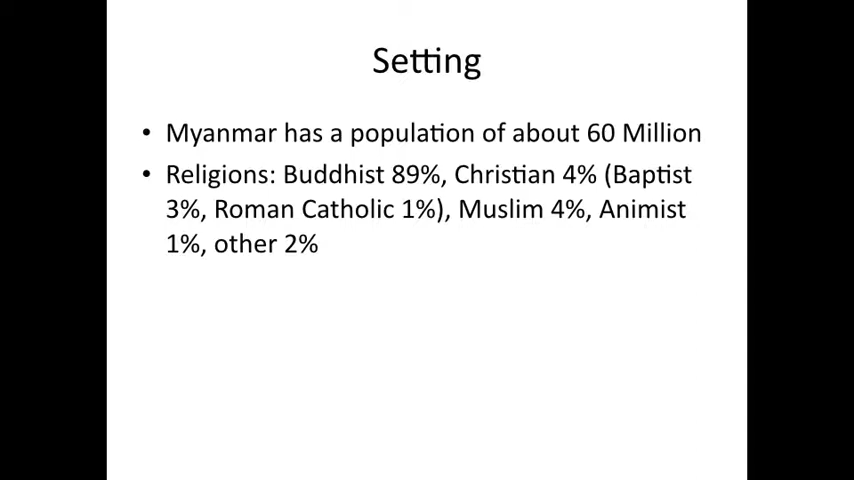 Setting
• Myanmar has a population of about 60 Million
• Religions: Buddhist 89%, Christian 4% (Baptist
3%, Roman Catholic 1%), Muslim 4%, Animist
1%, other 2%